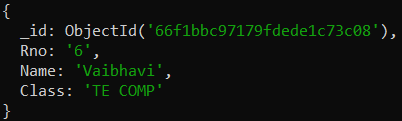 {
  _id: ObjectId('66f1bbc97179fdede1c73c08'),
  Rno: '6',
  Name: 'Vaibhavi',
  Class: 'TE COMP'
}